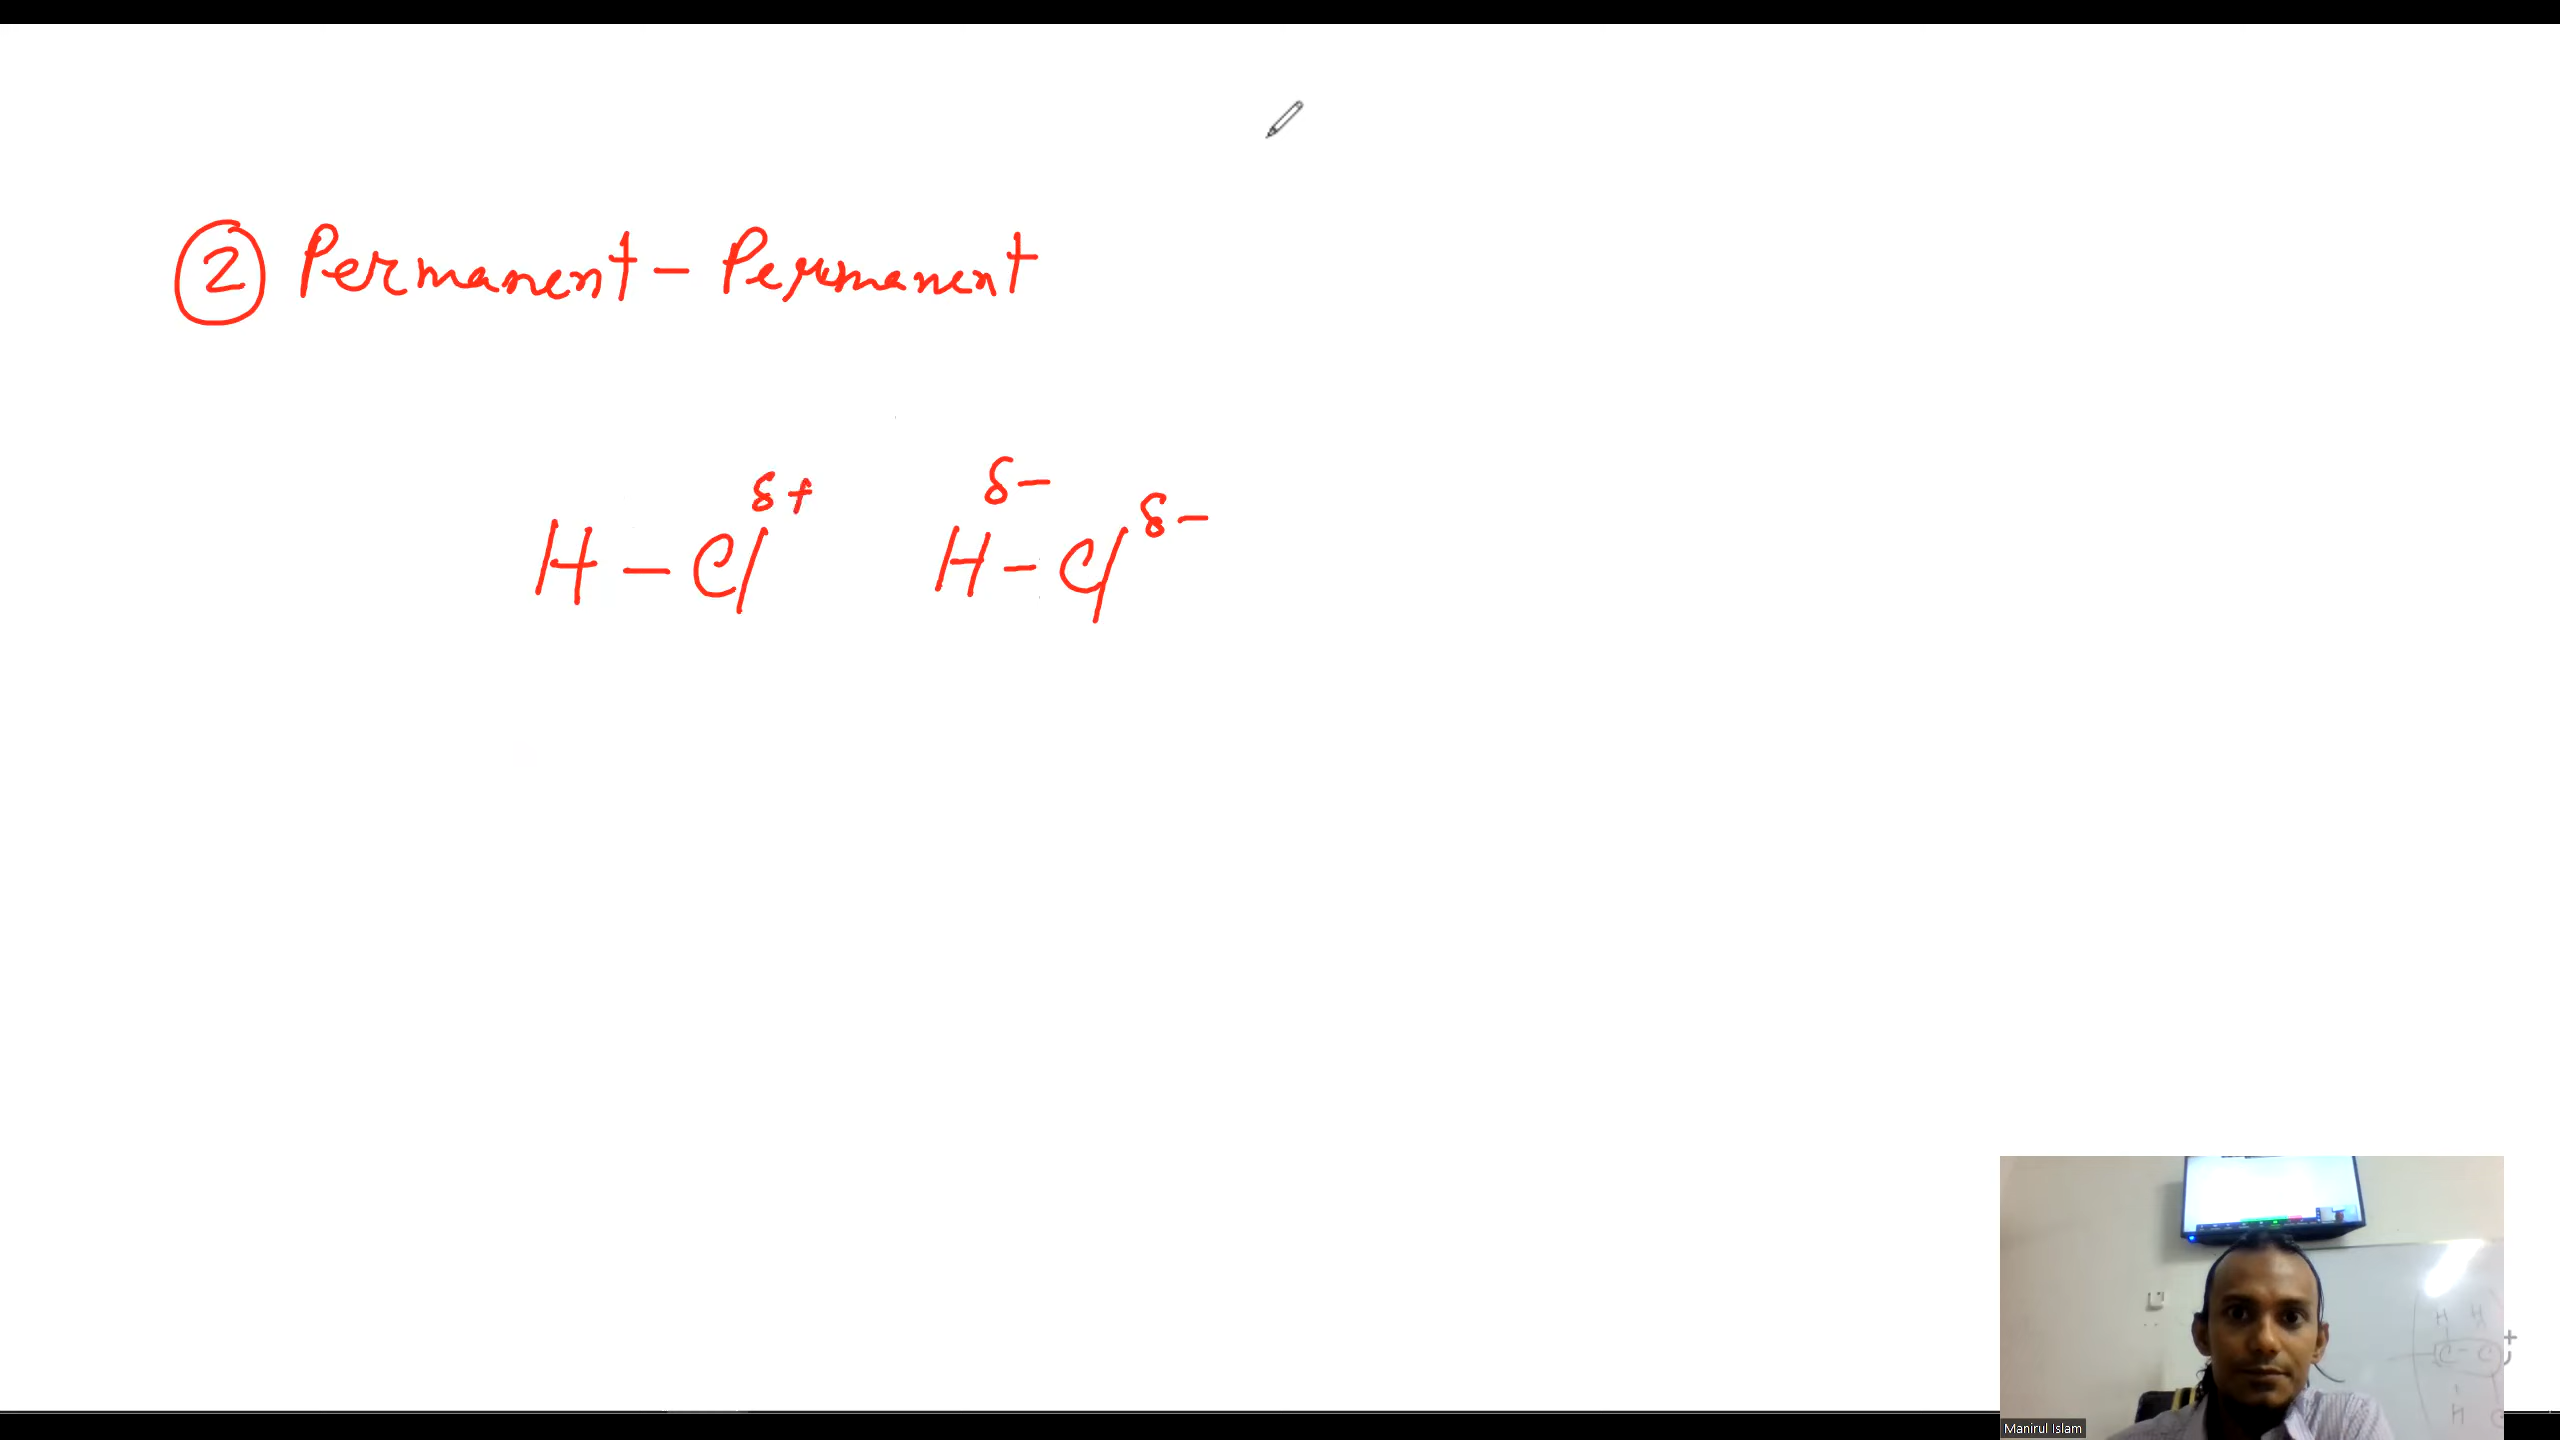 ② Permanent - Permanent
H - Cl^δ+ H^δ- - Cl^δ-
Manirul Islam
H H
C - C
H